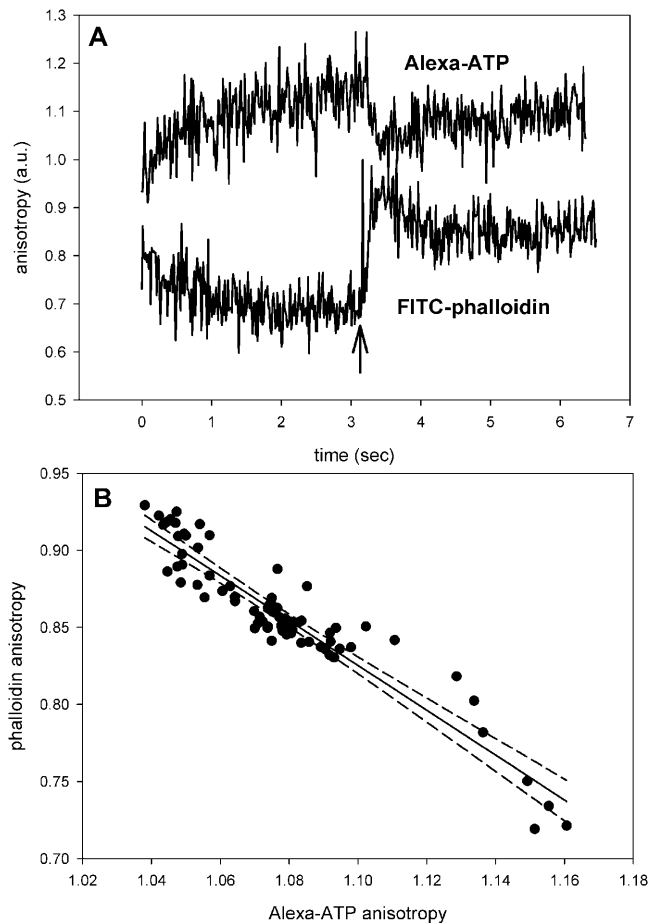 A
1.3
1.2
1.1
1.0
0.9
0.8
0.7
0.6
0.5
anisotropy (a.u.)
Alexa-ATP
FITC-phalloidin
0 1 2 3 4 5 6 7
time (sec)
B
0.95
0.90
0.85
0.80
0.75
0.70
phalloidin anisotropy
1.02 1.04 1.06 1.08 1.10 1.12 1.14 1.16 1.18
Alexa-ATP anisotropy